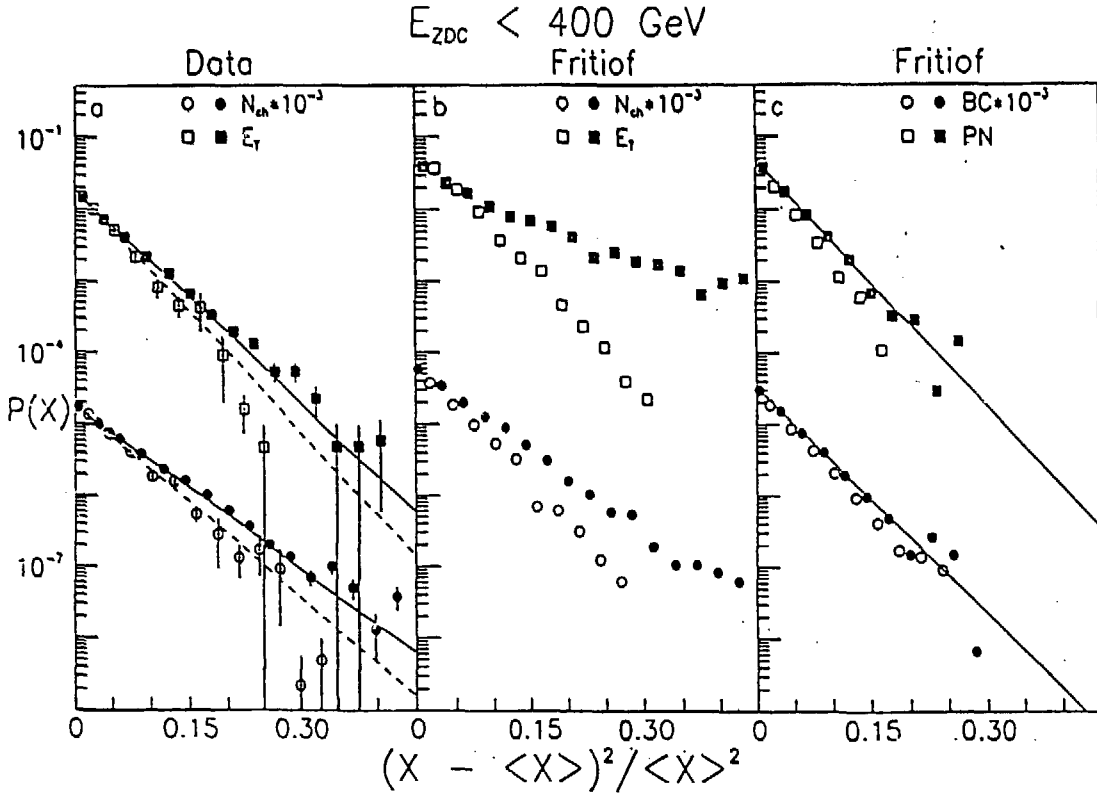 E_ZDC < 400 GeV
Data Fritiof Fritiof
a ○ ● N_ch*10^-3
□ ■ E_T
b ○ ● N_ch*10^-3
□ ■ E_T
c ○ ● BC*10^-3
□ ■ PN
10^-1
10^-4
P(X)
10^-7
0 0.15 0.30 0 0.15 0.30 0 0.15 0.30
(X - <X>)^2/<X>^2